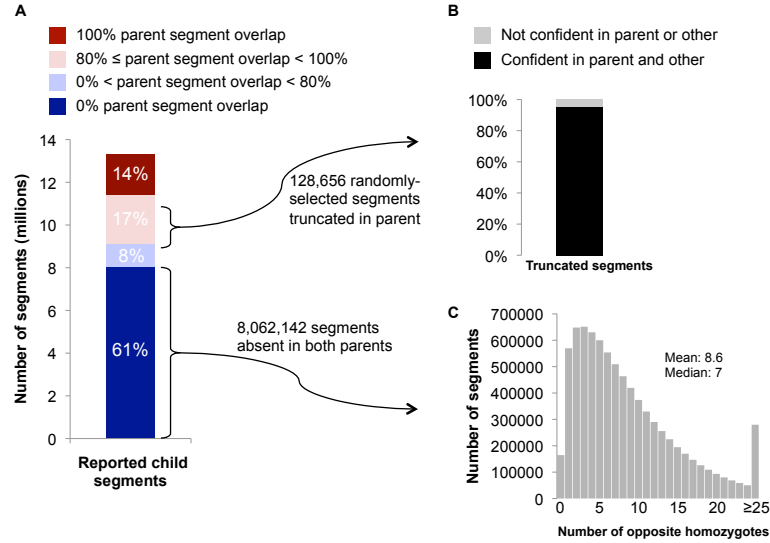 A
100% parent segment overlap
80% ≤ parent segment overlap < 100%
0% < parent segment overlap < 80%
0% parent segment overlap
Number of segments (millions)
14
12
10
8
6
4
2
0
14%
17%
8%
61%
Reported child
segments
128,656 randomly-
selected segments
truncated in parent
8,062,142 segments
absent in both parents
B
Not confident in parent or other
Confident in parent and other
100%
80%
60%
40%
20%
0%
Truncated segments
C
Number of segments
700000
600000
500000
400000
300000
200000
100000
0
Mean: 8.6
Median: 7
0 5 10 15 20 ≥25
Number of opposite homozygotes